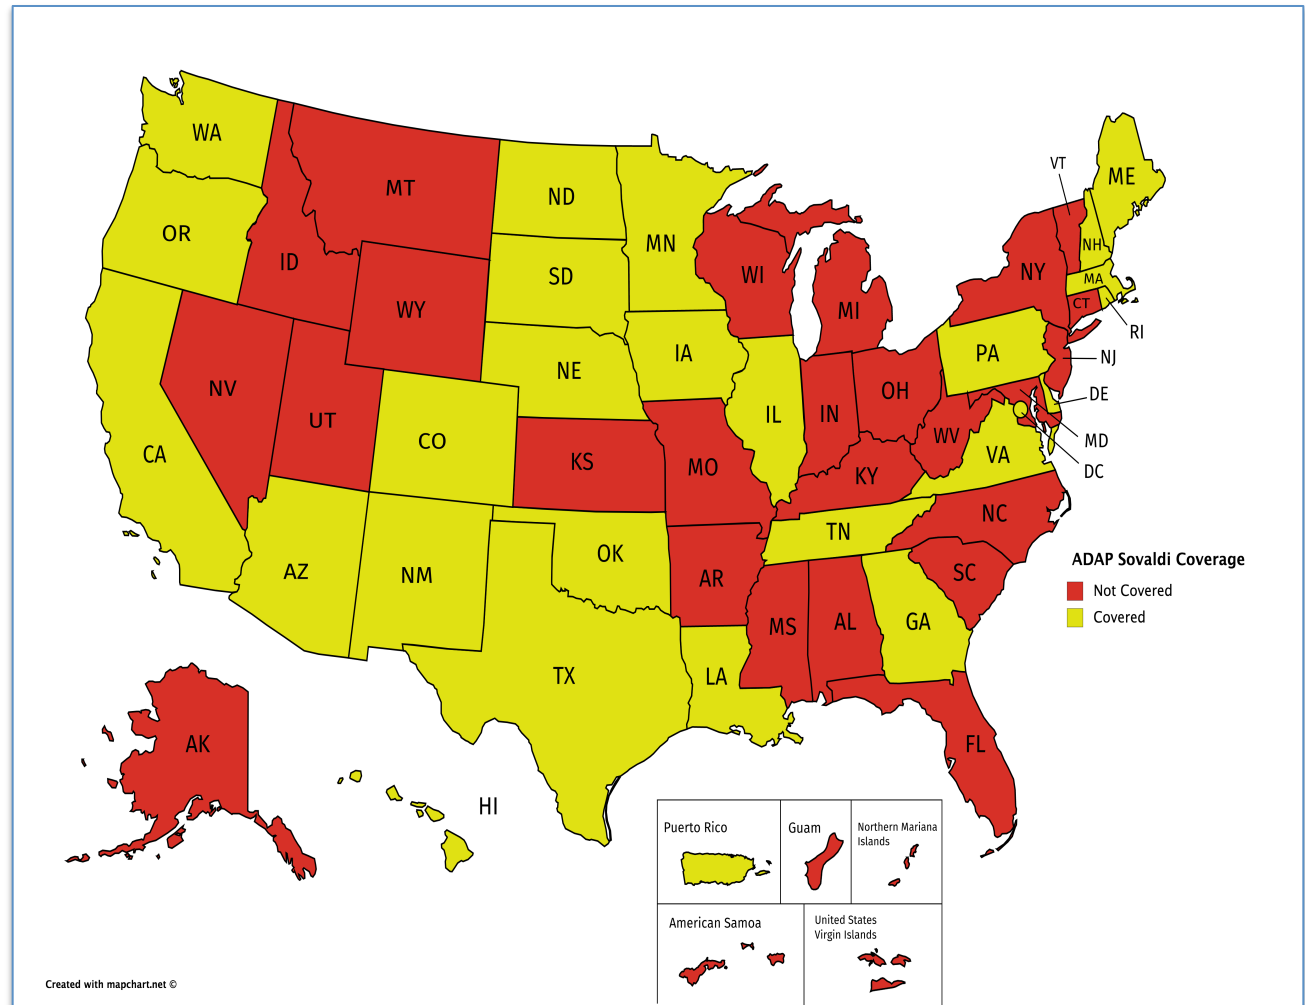 WA
MT
ME
VT
ND
OR
MN
NH
ID
SD
WI
NY
MA
WY
MI
CT
RI
IA
PA
NJ
NE
NV
OH
DE
UT
IL
IN
CO
WV
MD
CA
KS
MO
KY
VA
DC
NC
TN
OK
AZ
NM
AR
SC
ADAP Sovaldi Coverage
Not Covered
Covered
MS
AL
GA
TX
LA
AK
FL
HI
Puerto Rico
Guam
Northern Mariana
Islands
American Samoa
United States
Virgin Islands
Created with mapchart.net ©